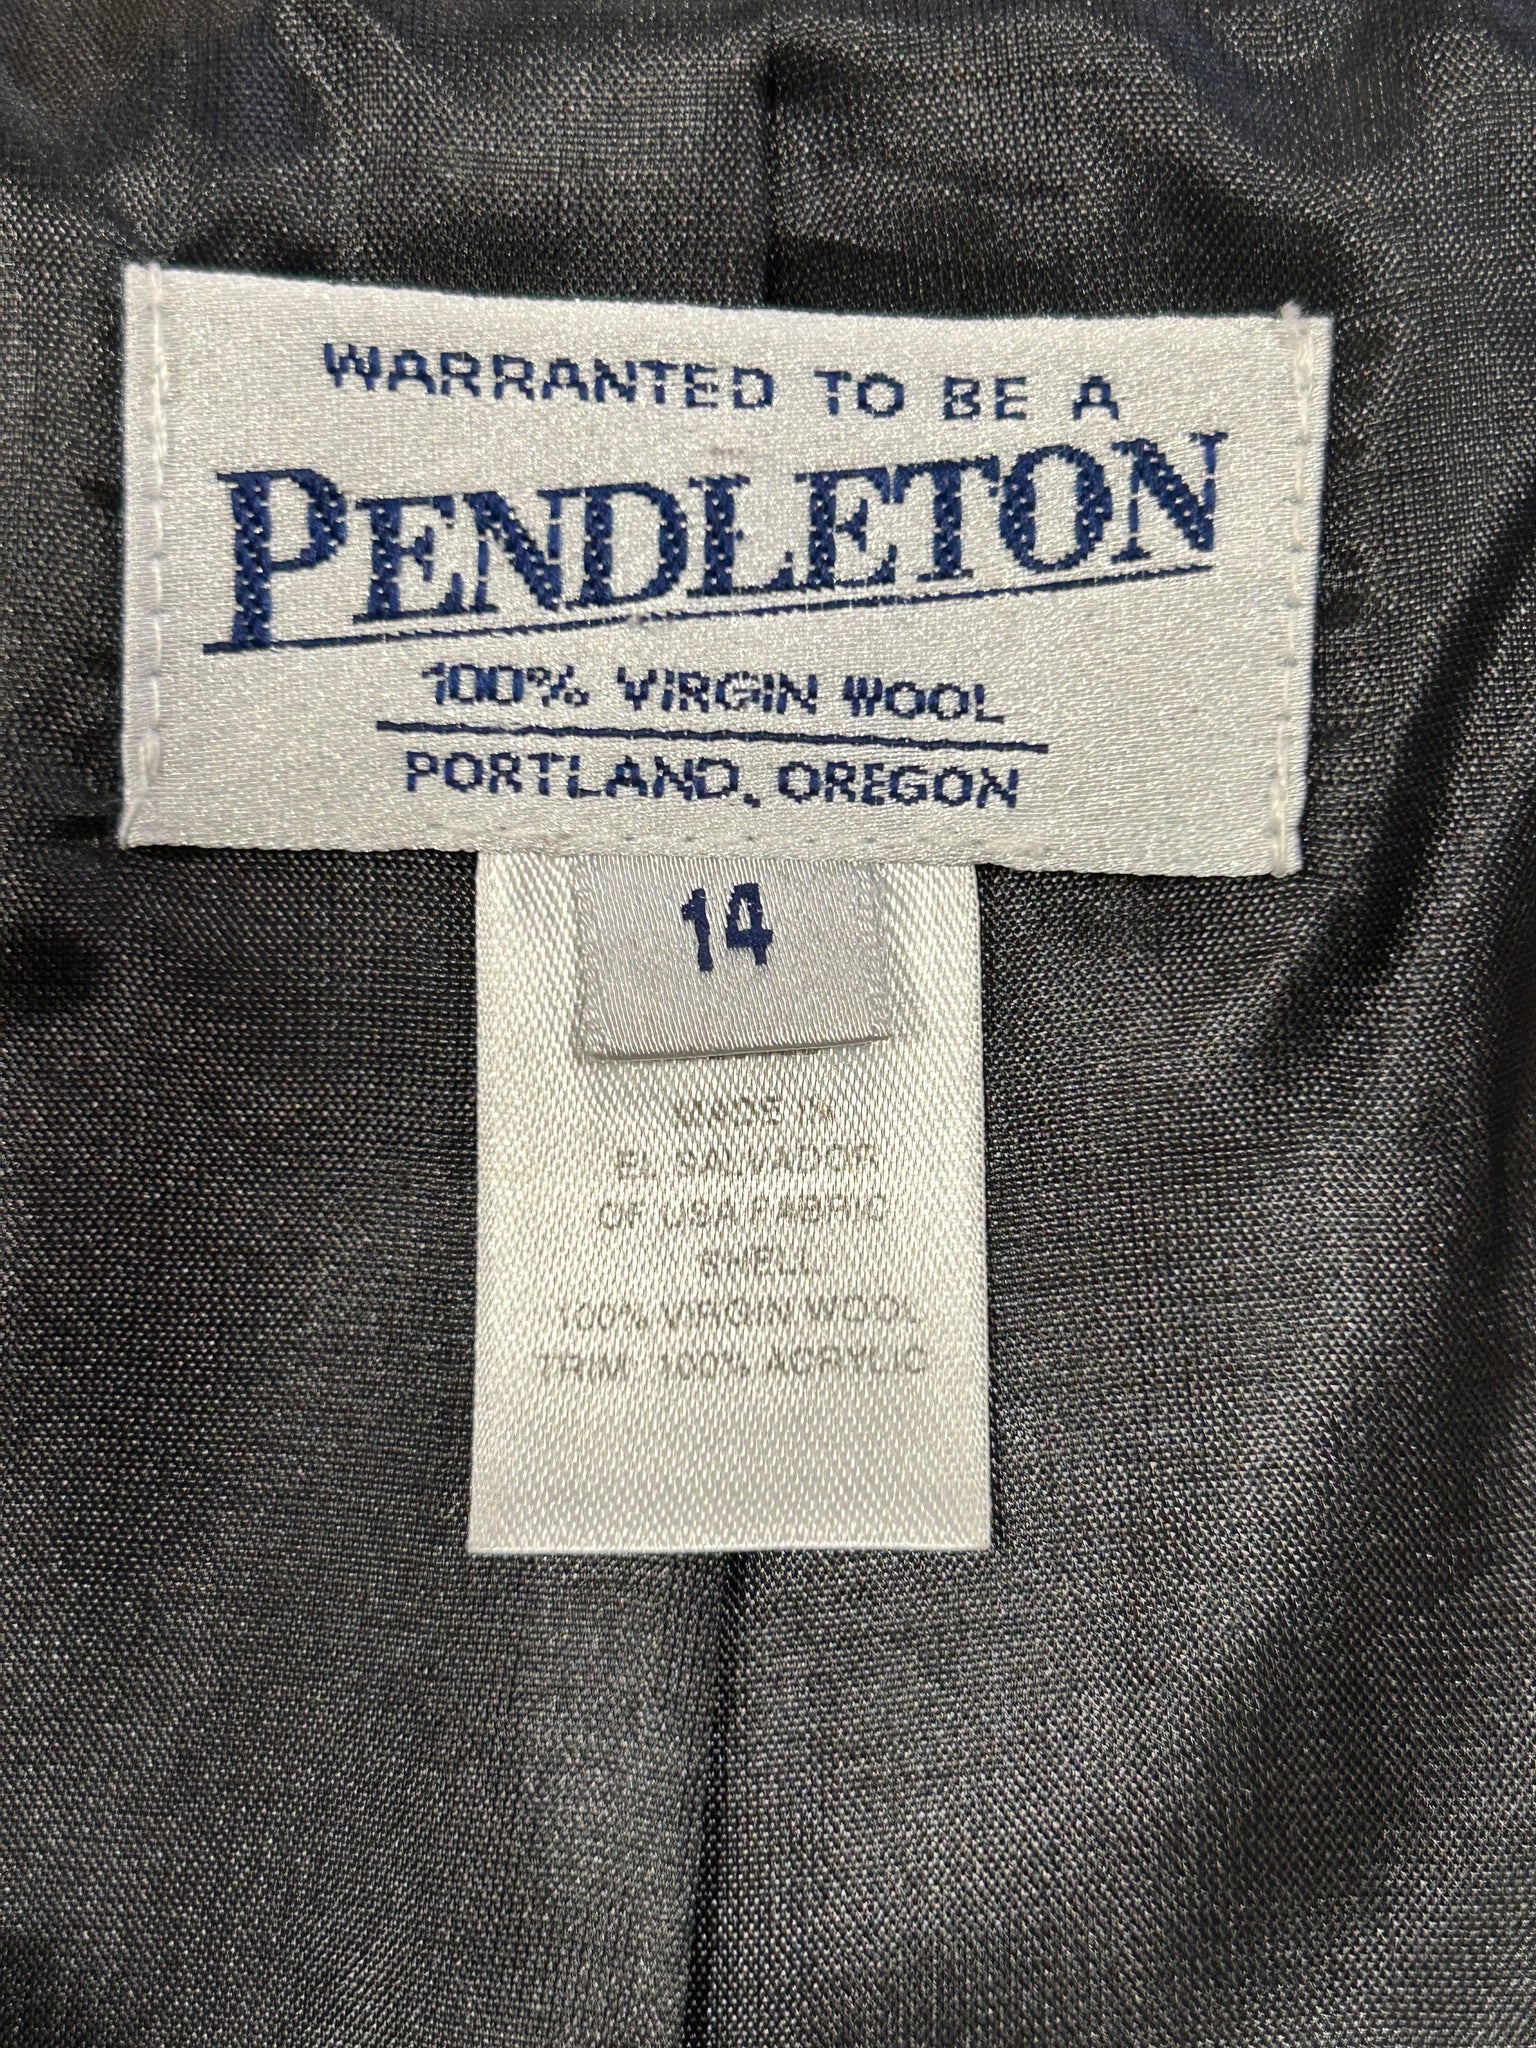 WARRANTED TO BE A
PENDLETON
100% VIRGIN WOOL
PORTLAND, OREGON
14
MADE IN
EL SALVADOR
OF USA FABRIC
SHELL
100% VIRGIN WOOL
TRIM: 100% ACRYLIC